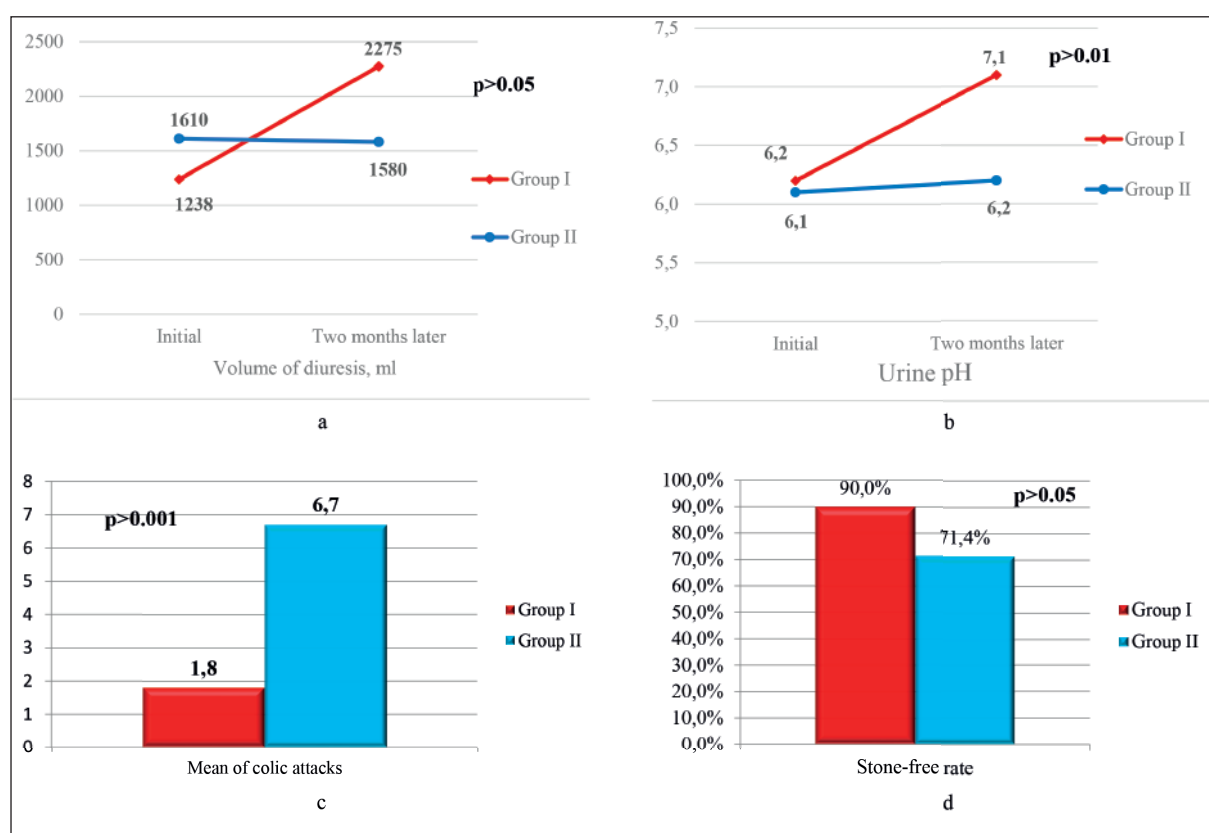 2500
2000
1500
1000
500
0
2275
1610
1580
1238
p>0.05
Group I
Group II
Initial
Two months later
Volume of diuresis, ml
a
7,5
7,0
6,5
6,0
5,5
5,0
7,1
6,2
6,1
6,2
p>0.01
Group I
Group II
Initial
Two months later
Urine pH
b
8
7
6
5
4
3
2
1
0
p>0.001
6,7
1,8
Group I
Group II
Mean of colic attacks
c
100,0%
90,0%
80,0%
70,0%
60,0%
50,0%
40,0%
30,0%
20,0%
10,0%
0,0%
90,0%
71,4%
p>0.05
Group I
Group II
Stone-free rate
d